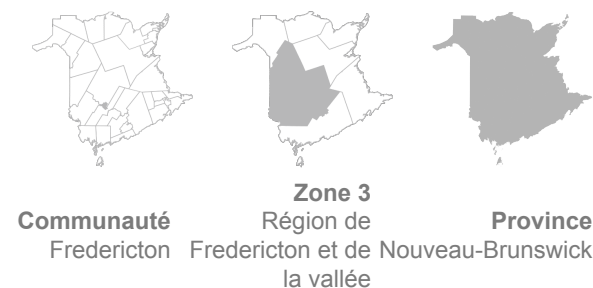 Communauté
Fredericton
Zone 3
Région de
Fredericton et de
la vallée
Province
Nouveau-Brunswick